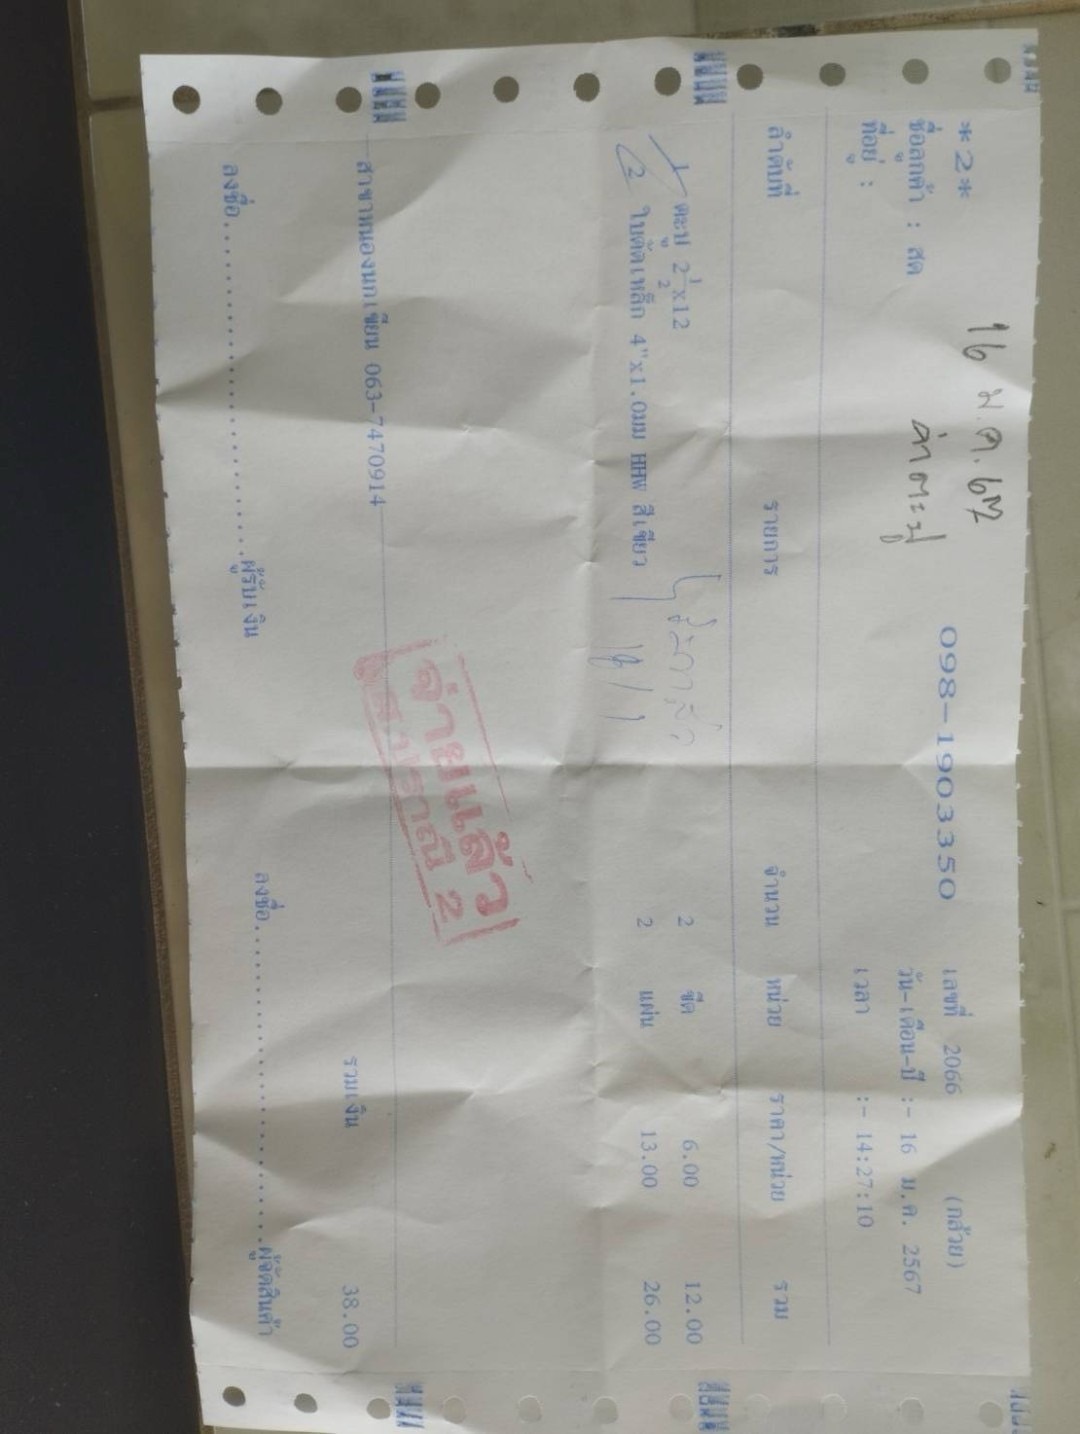 16 ม.ค. 67
ค่าตะปู
*2*
098-1903350
เลขที่ 2066 (กล้วย)
ชื่อลูกค้า : สด
วัน-เดือน-ปี :- 16 ม.ค. 2567
ที่อยู่ :
เวลา :- 14:27:10
ลำดับที่ รายการ จำนวน หน่วย ราคา/หน่วย รวม
1 ตะปู 2 1/2x12 2 ขีด 6.00 12.00
2 ใบตัดเหล็ก 4"x1.0มม HHW สีเขียว 2 แผ่น 13.00 26.00
จ่ายแล้ว
2
สาขาหนองนกเขียน 063-7470914
รวมเงิน 38.00
ลงชื่อ..............................ผู้รับเงิน
ลงชื่อ..............................ผู้จัดสินค้า